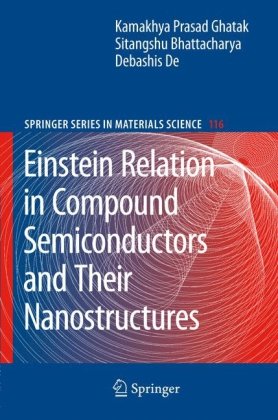 Kamakhya Prasad Ghatak
Sitangshu Bhattacharya
Debashis De
SPRINGER SERIES IN MATERIALS SCIENCE 116
Einstein Relation
in Compound
Semiconductors
and Their
Nanostructures
Springer